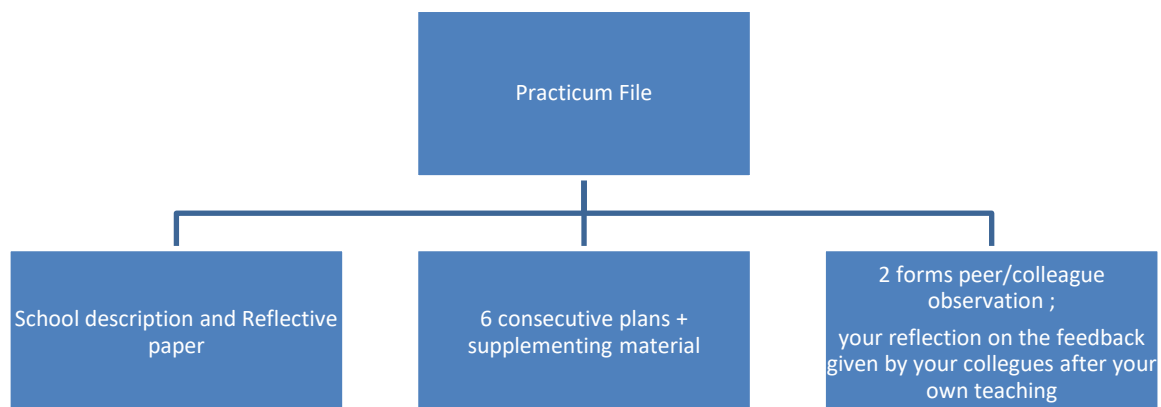 Practicum File
School description and Reflective
paper
6 consecutive plans +
supplementing material
2 forms peer/colleague
observation ;
your reflection on the feedback
given by your collegues after your
own teaching